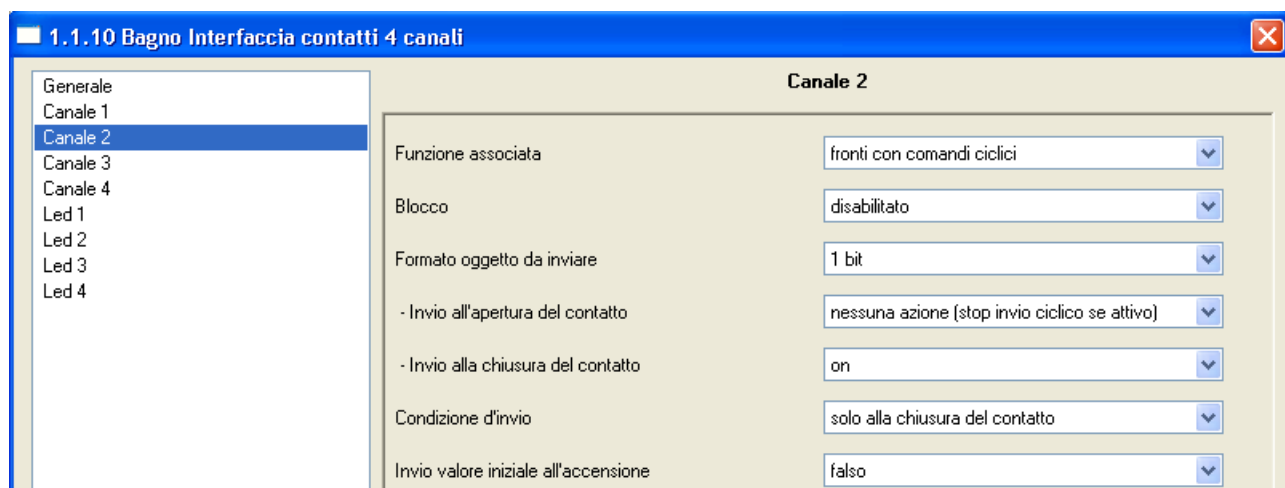 1.1.10 Bagno Interfaccia contatti 4 canali
Generale
Canale 1
Canale 2
Canale 3
Canale 4
Led 1
Led 2
Led 3
Led 4
Canale 2
Funzione associata fronti con comandi ciclici
Blocco disabilitato
Formato oggetto da inviare 1 bit
- Invio all'apertura del contatto nessuna azione (stop invio ciclico se attivo)
- Invio alla chiusura del contatto on
Condizione d'invio solo alla chiusura del contatto
Invio valore iniziale all'accensione falso